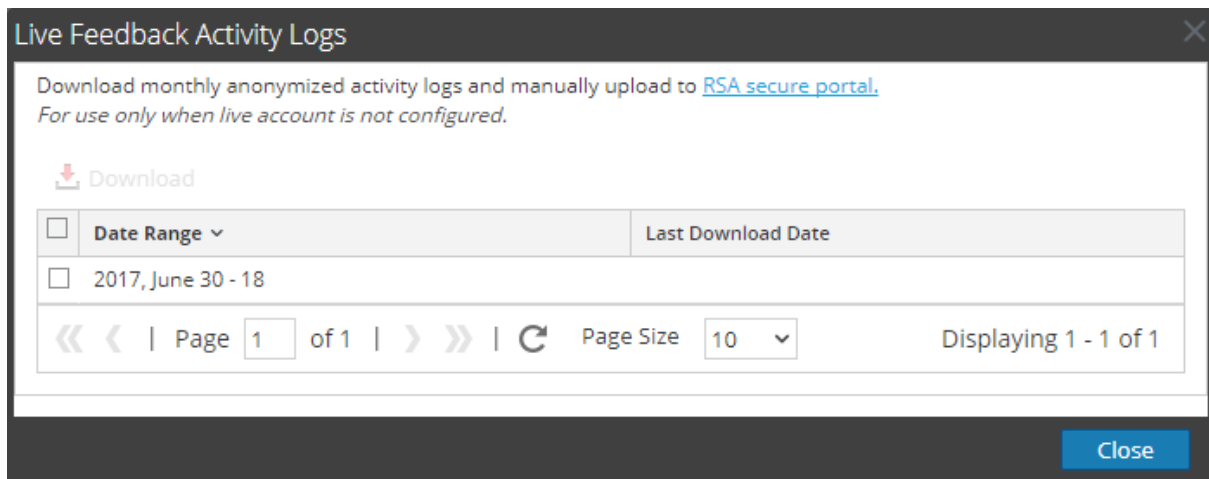 Live Feedback Activity Logs
Download monthly anonymized activity logs and manually upload to RSA secure portal.
For use only when live account is not configured.
Download
Date Range Last Download Date
2017, June 30 - 18
Page 1 of 1 Page Size 10 Displaying 1 - 1 of 1
Close